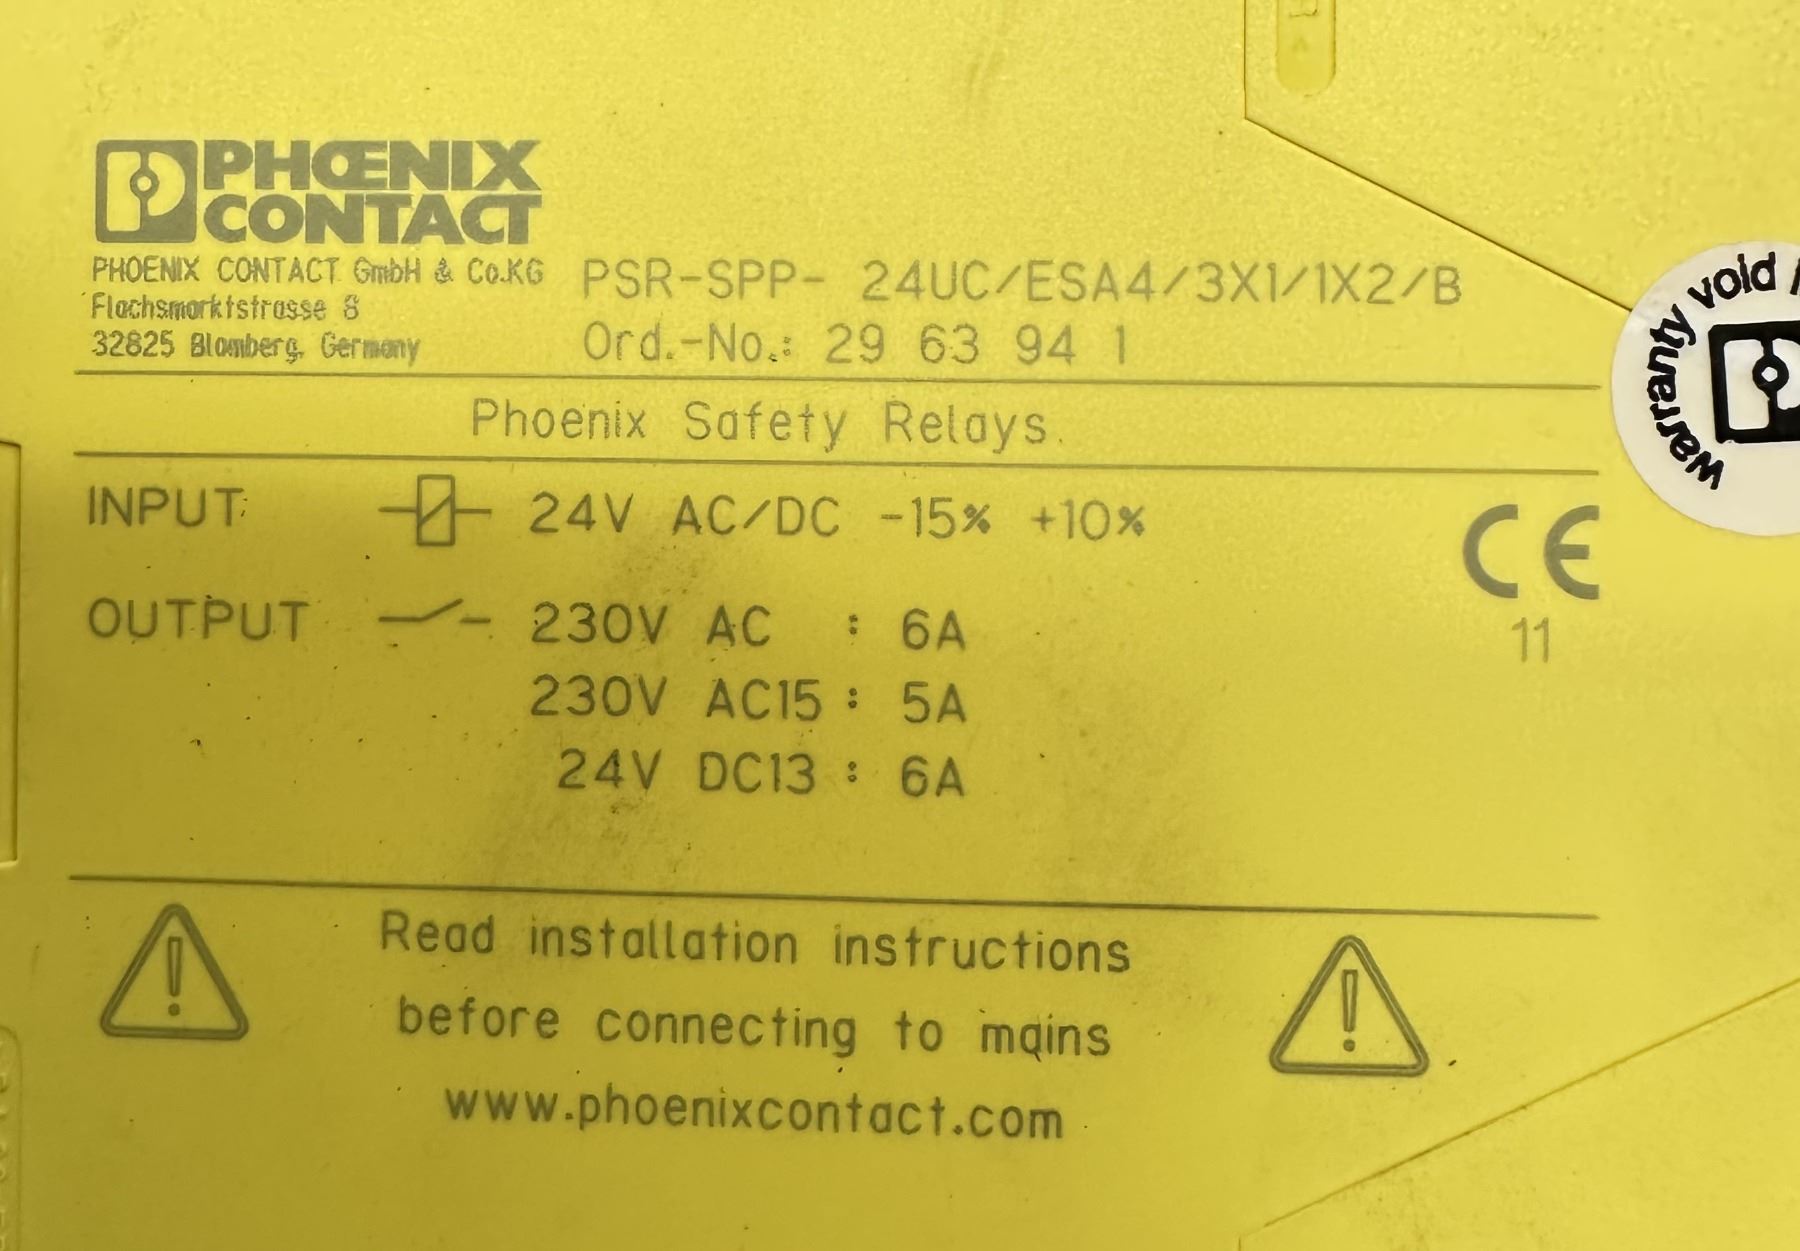 PHOENIX
CONTACT
PHOENIX CONTACT GmbH & Co.KG
Flachsmarktstrasse 8
32825 Blomberg, Germany
PSR-SPP- 24UC/ESA4/3X1/1X2/B
Ord.-No.: 29 63 94 1
Phoenix Safety Relays
INPUT 24V AC/DC -15% +10%
OUTPUT 230V AC : 6A
230V AC15 : 5A
24V DC13 : 6A
CE
11
Read installation instructions
before connecting to mains
www.phoenixcontact.com
warranty void